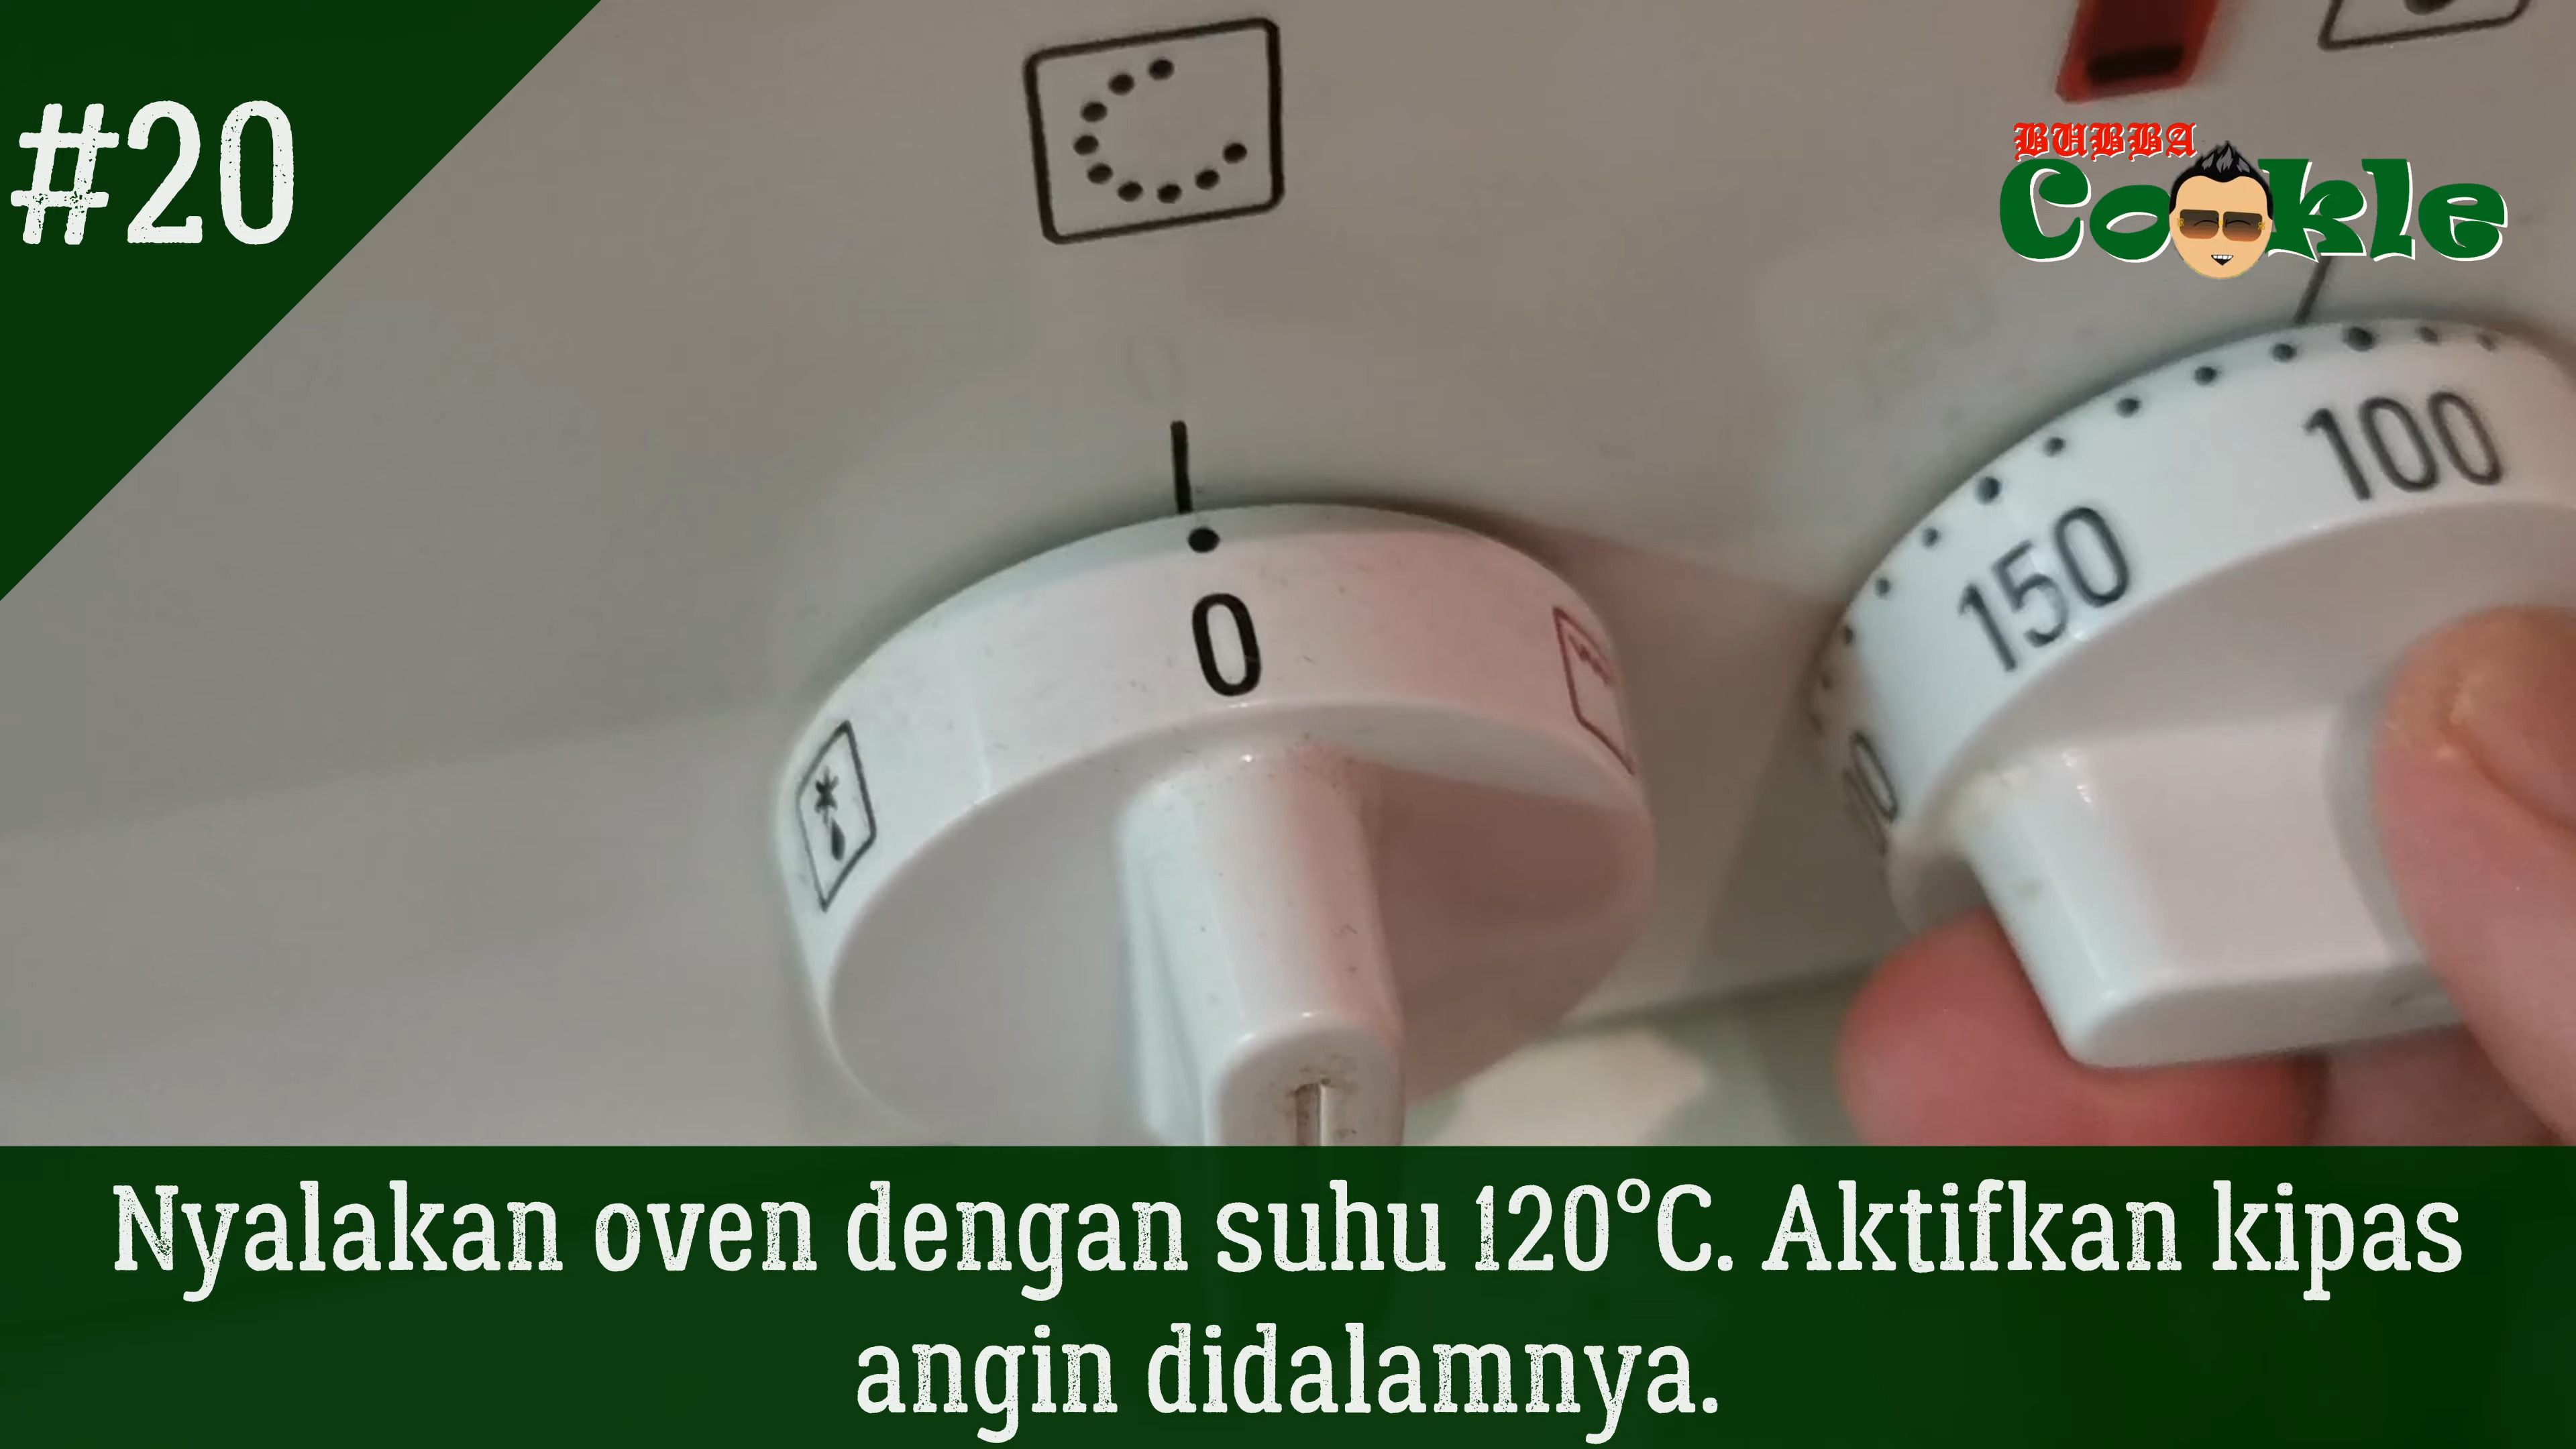 #20
BUBBA
Cookle
100
150
0
Nyalakan oven dengan suhu 120°C. Aktifkan kipas
angin didalamnya.